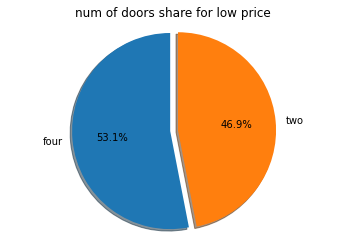 num of doors share for low price
53.1%
46.9%
two
four